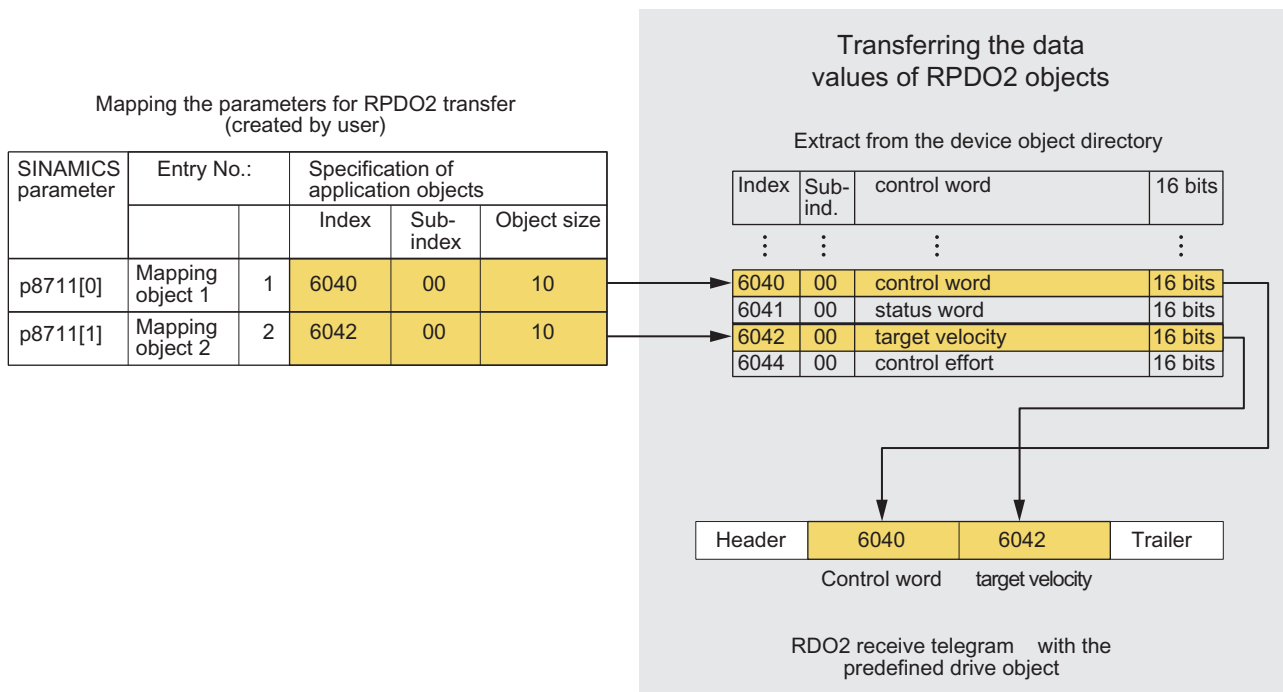 Mapping the parameters for RPDO2 transfer
(created by user)
SINAMICS parameter Entry No.: Specification of application objects
Index Sub-index Object size
p8711[0] Mapping object 1 1 6040 00 10
p8711[1] Mapping object 2 2 6042 00 10
Transferring the data
values of RPDO2 objects
Extract from the device object directory
Index Sub-ind. control word 16 bits
6040 00 control word 16 bits
6041 00 status word 16 bits
6042 00 target velocity 16 bits
6044 00 control effort 16 bits
Header 6040 6042 Trailer
Control word target velocity
RDO2 receive telegram with the
predefined drive object